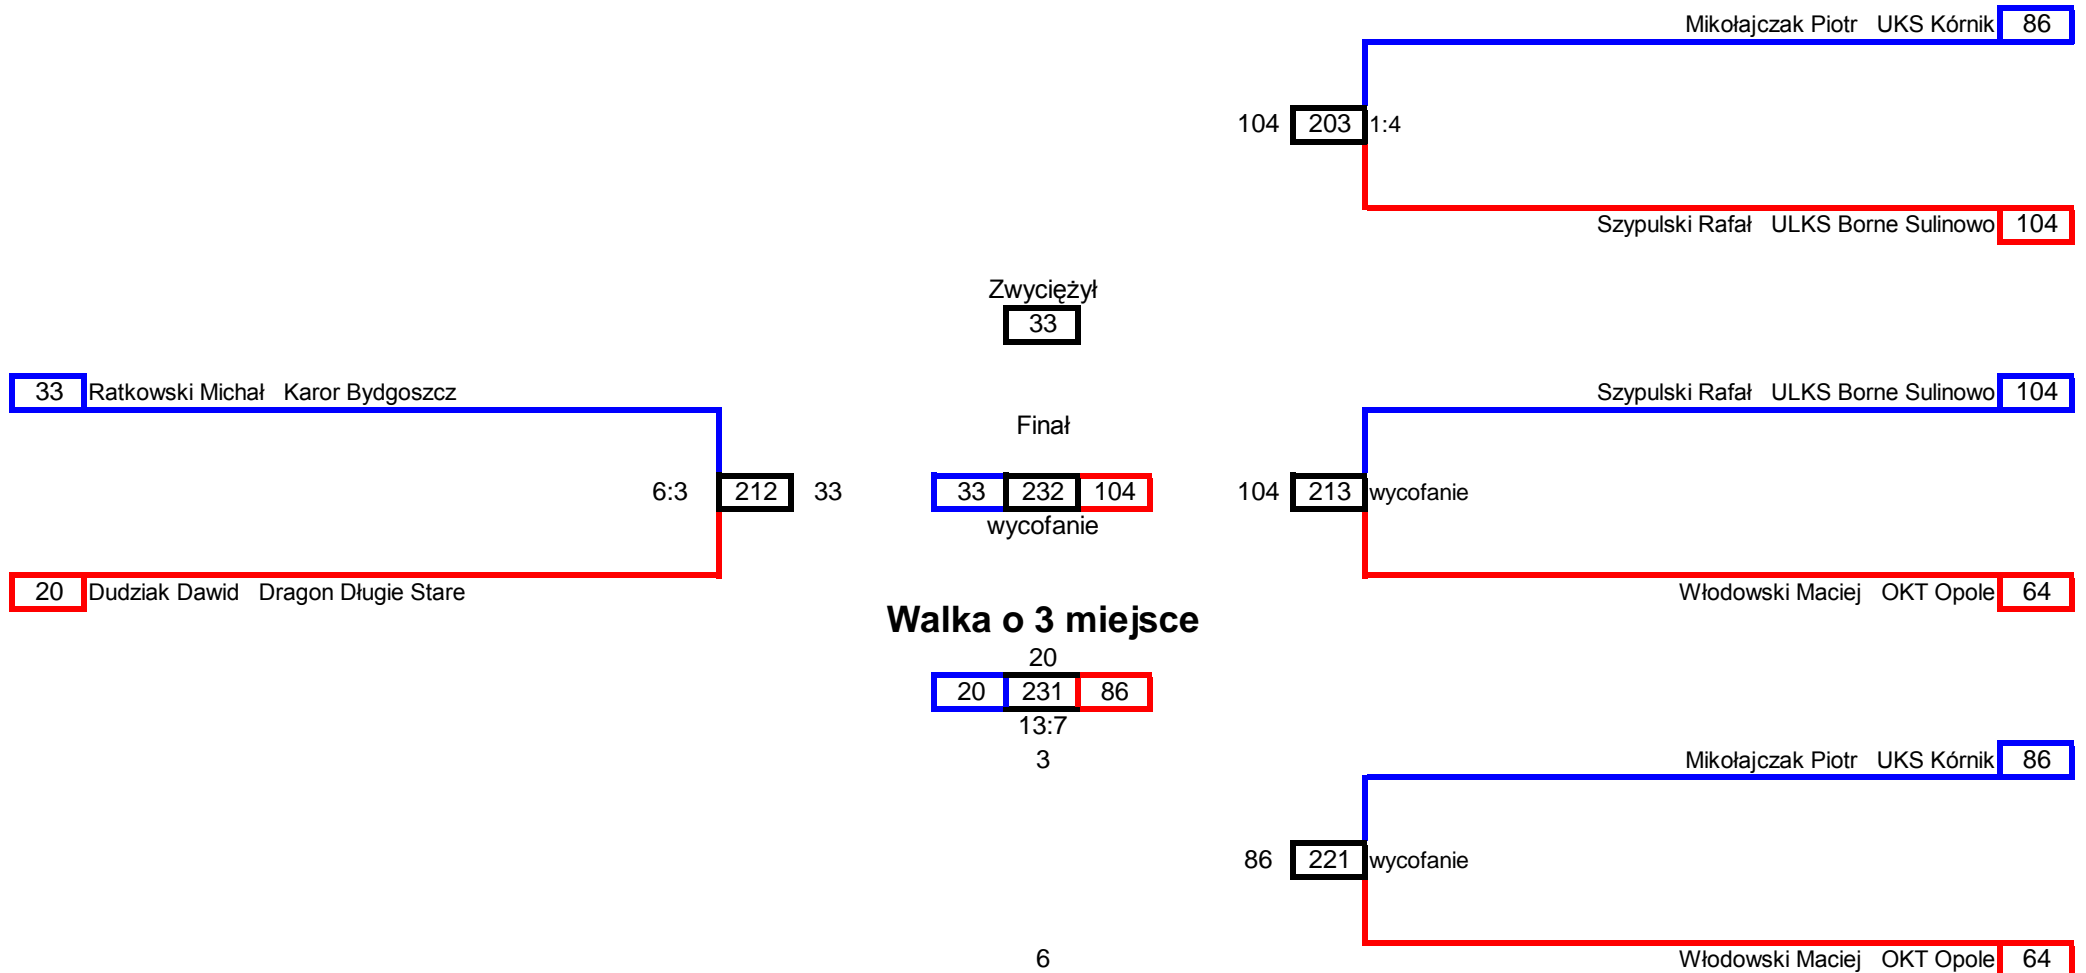 Mikołajczak Piotr UKS Kórnik 86
104 203 1:4
Szypulski Rafał ULKS Borne Sulinowo 104
Zwyciężył
33
33 Ratkowski Michał Karor Bydgoszcz
Szypulski Rafał ULKS Borne Sulinowo 104
Finał
6:3 212 33
33 232 104
104 213 wycofanie
wycofanie
20 Dudziak Dawid Dragon Długie Stare
Włodowski Maciej OKT Opole 64
Walka o 3 miejsce
20
20 231 86
13:7
3
Mikołajczak Piotr UKS Kórnik 86
86 221 wycofanie
6
Włodowski Maciej OKT Opole 64